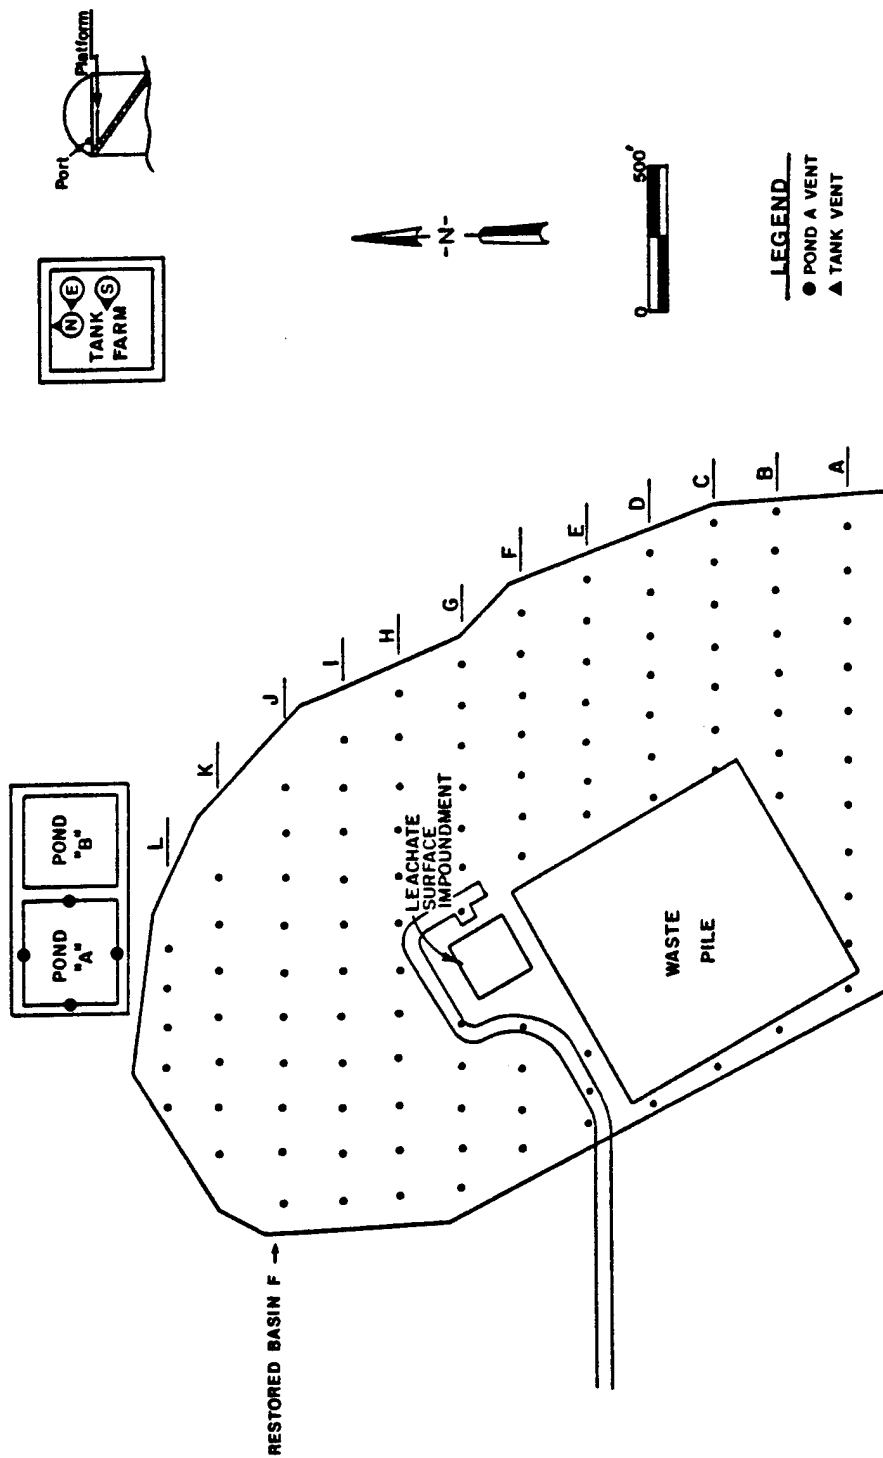 Port
Platform
N
E
S
TANK
FARM
-N-
0
500'
LEGEND
POND A VENT
TANK VENT
POND
"A"
POND
"B"
L
K
J
I
H
G
F
E
D
C
B
A
LEACHATE
SURFACE
IMPOUNDMENT
WASTE
PILE
RESTORED BASIN F